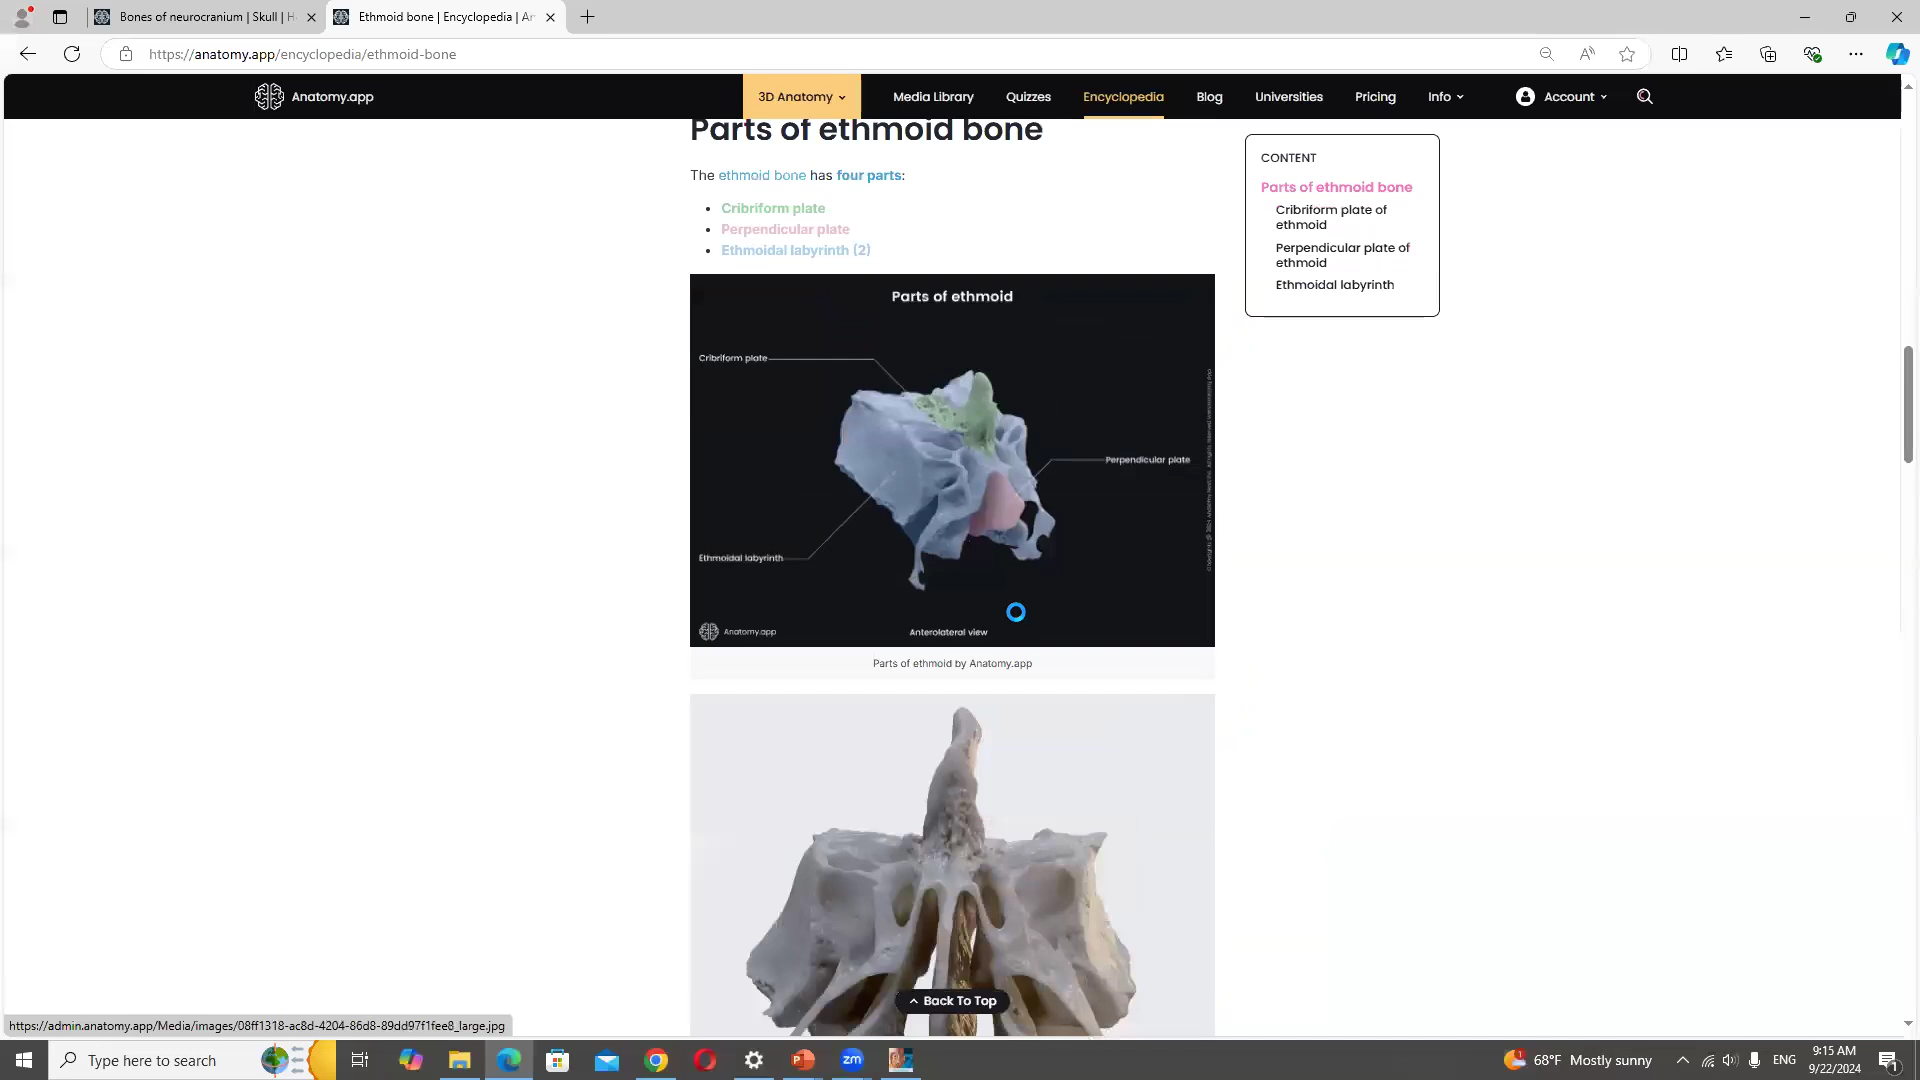 Bones of neurocranium | Skull | H
Ethmoid bone | Encyclopedia | An
https://anatomy.app/encyclopedia/ethmoid-bone
Anatomy.app
3D Anatomy
Media Library
Quizzes
Encyclopedia
Blog
Universities
Pricing
Info
Account
Parts of ethmoid bone
The ethmoid bone has four parts:
• Cribriform plate
• Perpendicular plate
• Ethmoidal labyrinth (2)
CONTENT
Parts of ethmoid bone
Cribriform plate of
ethmoid
Perpendicular plate of
ethmoid
Ethmoidal labyrinth
Parts of ethmoid
Cribriform plate
Perpendicular plate
Ethmoidal labyrinth
Anatomy.app
Anterolateral view
Parts of ethmoid by Anatomy.app
Back To Top
https://admin.anatomy.app/Media/images/08ff1318-ac8d-4204-86d8-89dd97f1fee8_large.jpg
Type here to search
68°F Mostly sunny
ENG
9:15 AM
9/22/2024